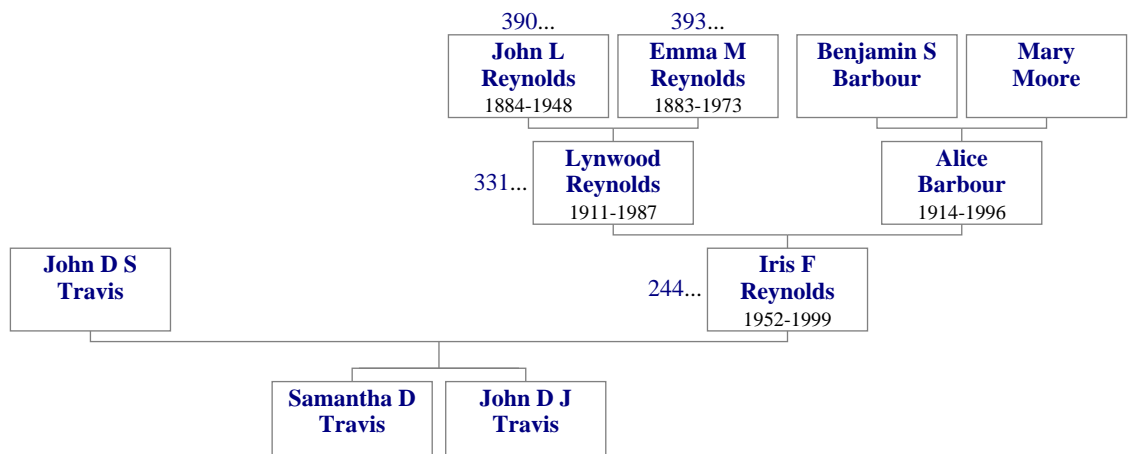 390...
393...
John L
Reynolds
1884-1948
Emma M
Reynolds
1883-1973
Benjamin S
Barbour
Mary
Moore
331...
Lynwood
Reynolds
1911-1987
Alice
Barbour
1914-1996
John D S
Travis
244...
Iris F
Reynolds
1952-1999
Samantha D
Travis
John D J
Travis